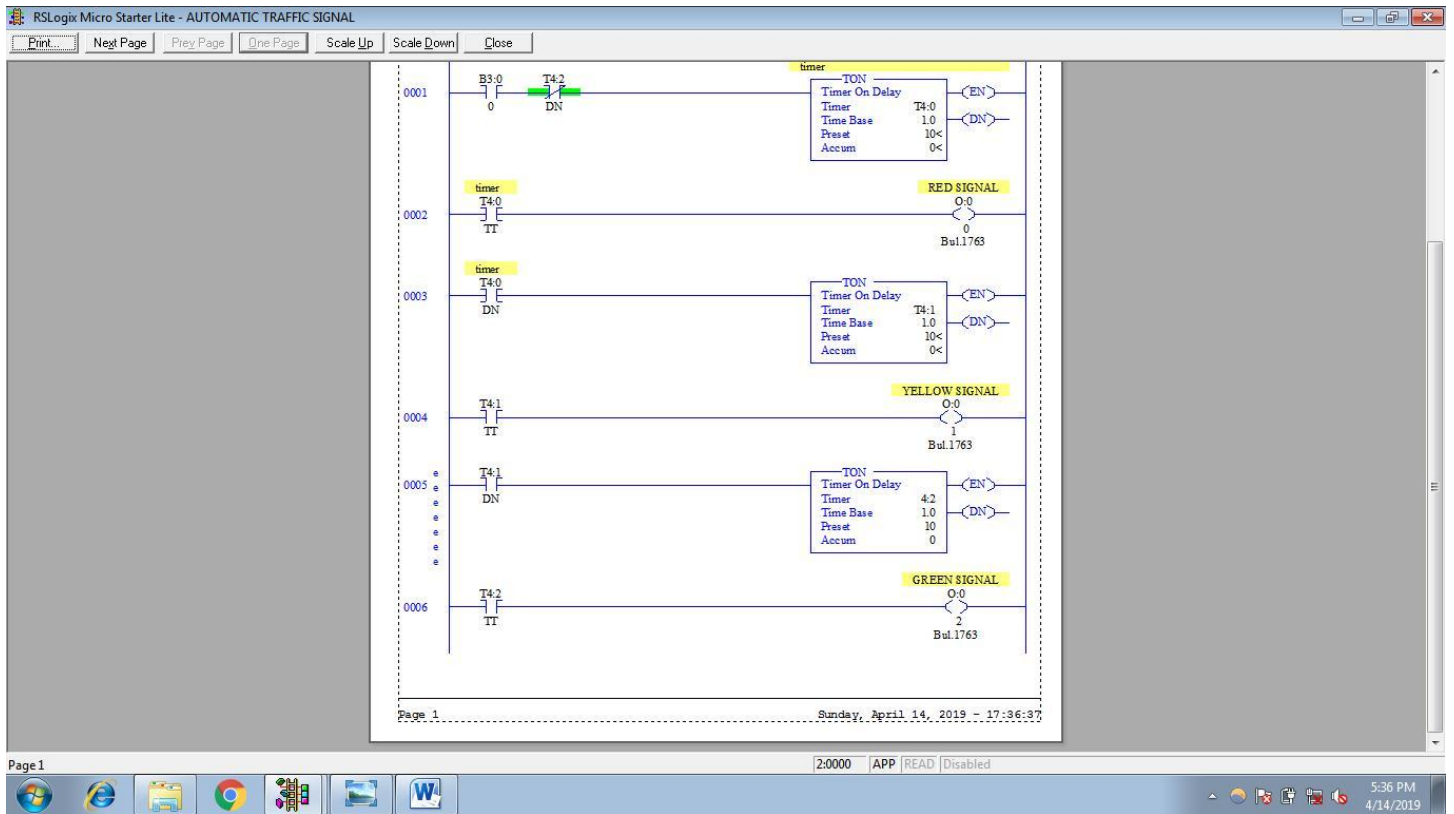 RSLogix Micro Starter Lite - AUTOMATIC TRAFFIC SIGNAL
Print... Next Page Prev Page One Page Scale Up Scale Down Close
timer
0001 B3:0 T4:2
0 DN
TON
Timer On Delay (EN)
Timer T4:0
Time Base 1.0 (DN)
Preset 10<
Accum 0<
timer RED SIGNAL
T4:0 O:0
0002
TT 0
Bul.1763
timer
T4:0
0003
DN
TON
Timer On Delay (EN)
Timer T4:1
Time Base 1.0 (DN)
Preset 10<
Accum 0<
YELLOW SIGNAL
T4:1 O:0
0004
TT 1
Bul.1763
e
e
e
e
e
e
e
T4:1
0005
DN
TON
Timer On Delay (EN)
Timer 4:2
Time Base 1.0 (DN)
Preset 10
Accum 0
GREEN SIGNAL
T4:2 O:0
0006
TT 2
Bul.1763
Page 1 Sunday, April 14, 2019 - 17:36:37
Page 1 2:0000 APP READ Disabled
5:36 PM
4/14/2019